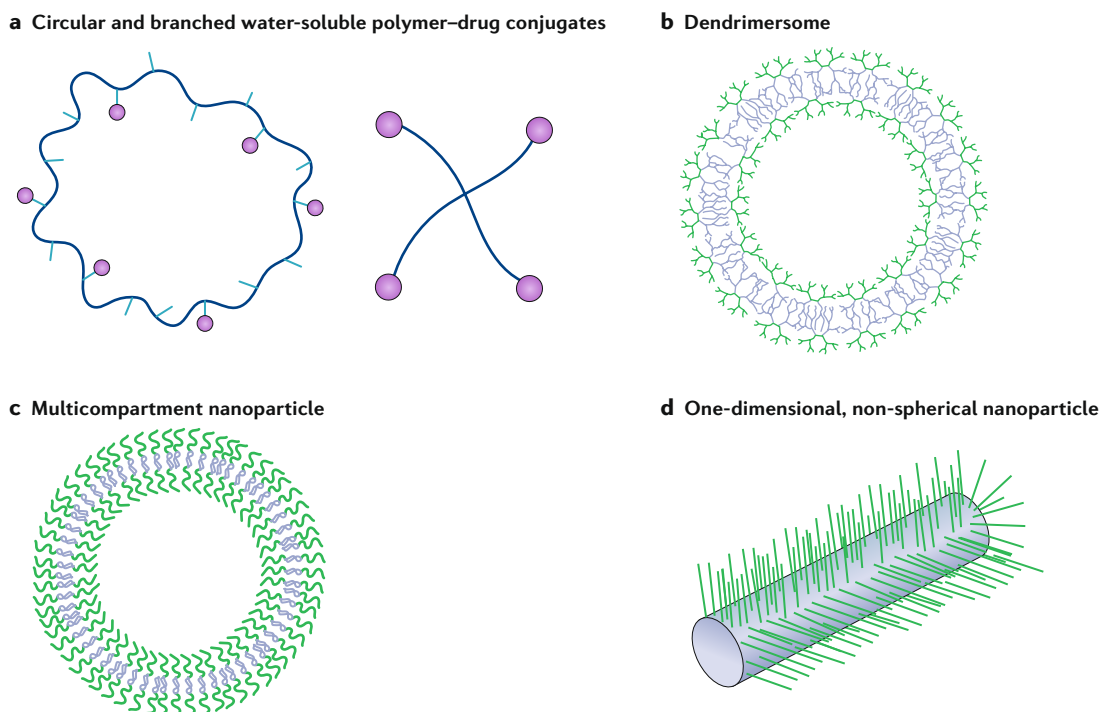 a Circular and branched water-soluble polymer–drug conjugates
b Dendrimersome
c Multicompartment nanoparticle
d One-dimensional, non-spherical nanoparticle